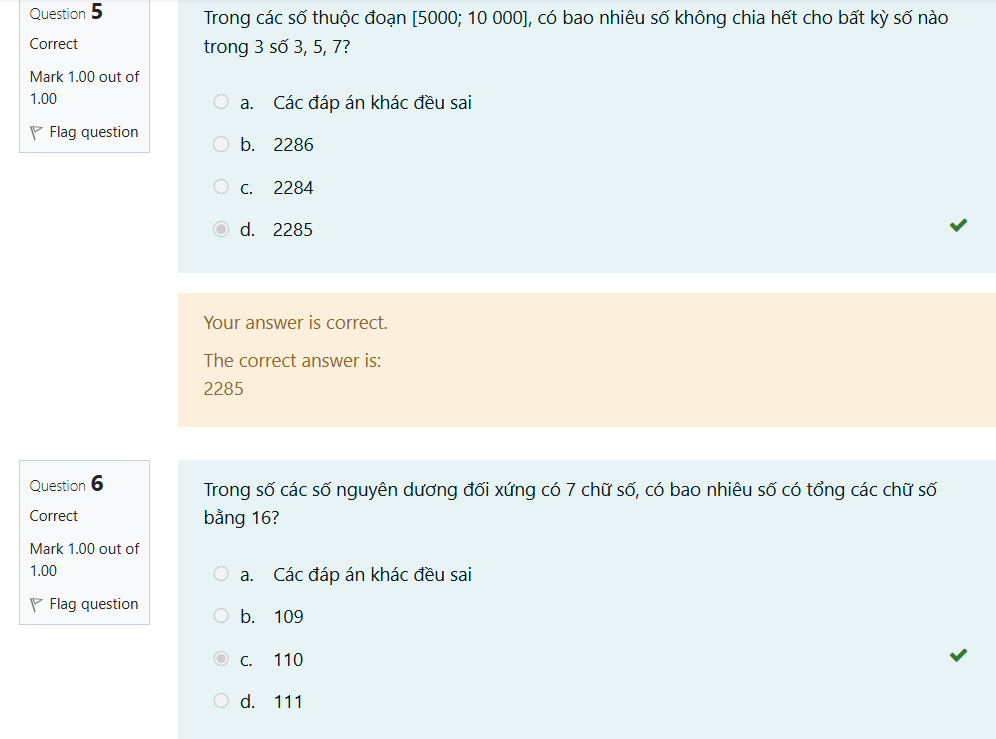 Question 5
Correct
Mark 1.00 out of
1.00
Flag question
Trong các số thuộc đoạn [5000; 10 000], có bao nhiêu số không chia hết cho bất kỳ số nào
trong 3 số 3, 5, 7?
a. Các đáp án khác đều sai
b. 2286
c. 2284
d. 2285
Your answer is correct.
The correct answer is:
2285
Question 6
Correct
Mark 1.00 out of
1.00
Flag question
Trong số các số nguyên dương đối xứng có 7 chữ số, có bao nhiêu số có tổng các chữ số
bằng 16?
a. Các đáp án khác đều sai
b. 109
c. 110
d. 111